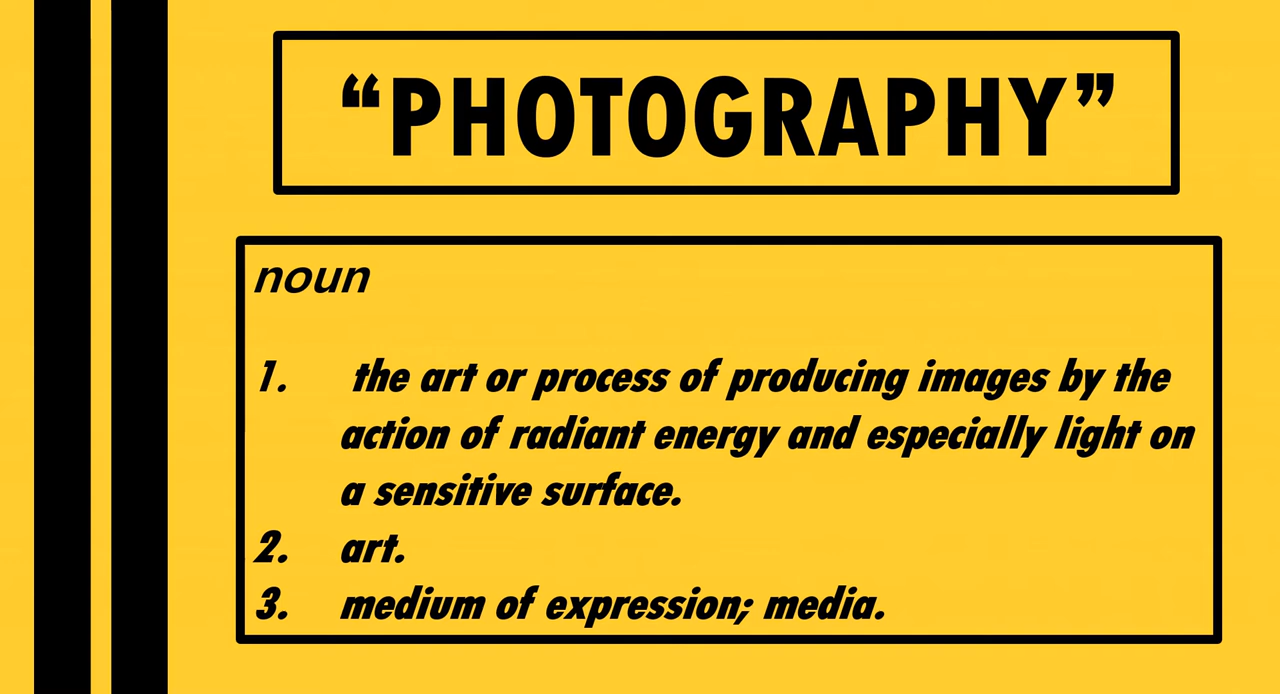 “PHOTOGRAPHY”
noun
1. the art or process of producing images by the
action of radiant energy and especially light on
a sensitive surface.
2. art.
3. medium of expression; media.